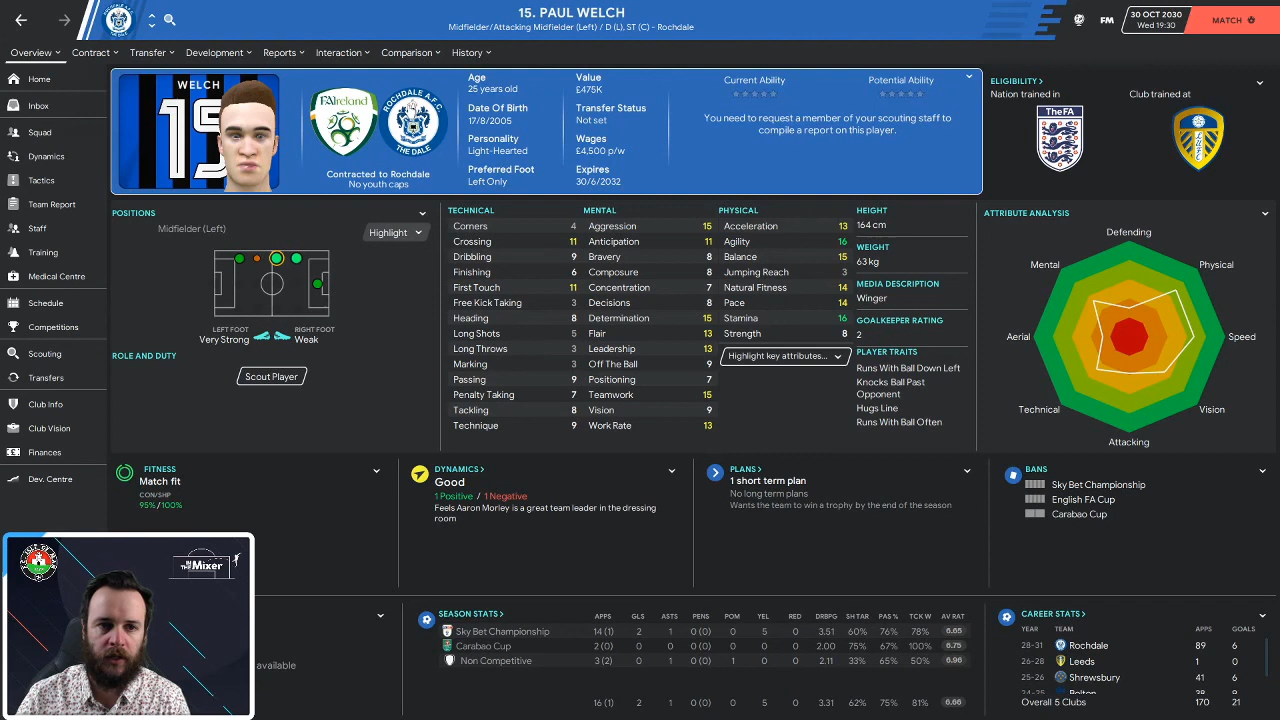 15. PAUL WELCH
Midfielder/Attacking Midfielder (Left) / D (L), ST (C) - Rochdale
FM
30 OCT 2030
Wed 19:30
MATCH
Overview
Contract
Transfer
Development
Reports
Interaction
Comparison
History
Home
Inbox
Squad
Dynamics
Tactics
Team Report
Staff
Training
Medical Centre
Schedule
Competitions
Scouting
Transfers
Club Info
Club Vision
Finances
Dev. Centre
WELCH
15
FAIreland
ROCHDALE A.F.C
THE DALE
Contracted to Rochdale
No youth caps
Age
25 years old
Date Of Birth
17/8/2005
Personality
Light-Hearted
Preferred Foot
Left Only
Value
£475K
Transfer Status
Not set
Wages
£4,500 p/w
Expires
30/6/2032
Current Ability
Potential Ability
You need to request a member of your scouting staff to
compile a report on this player.
ELIGIBILITY >
Nation trained in
Club trained at
TheFA
LUFC
POSITIONS
Midfielder (Left)
Highlight
LEFT FOOT
Very Strong
RIGHT FOOT
Weak
ROLE AND DUTY
Scout Player
TECHNICAL
Corners 4
Crossing 11
Dribbling 9
Finishing 6
First Touch 11
Free Kick Taking 3
Heading 8
Long Shots 5
Long Throws 3
Marking 3
Passing 9
Penalty Taking 7
Tackling 8
Technique 9
MENTAL
Aggression 15
Anticipation 11
Bravery 8
Composure 8
Concentration 7
Decisions 8
Determination 15
Flair 13
Leadership 13
Off The Ball 9
Positioning 7
Teamwork 15
Vision 9
Work Rate 13
PHYSICAL
Acceleration 13
Agility 16
Balance 15
Jumping Reach 3
Natural Fitness 14
Pace 14
Stamina 16
Strength 8
Highlight key attributes...
HEIGHT
164 cm
WEIGHT
63 kg
MEDIA DESCRIPTION
Winger
GOALKEEPER RATING
2
PLAYER TRAITS
Runs With Ball Down Left
Knocks Ball Past
Opponent
Hugs Line
Runs With Ball Often
ATTRIBUTE ANALYSIS
Defending
Mental
Physical
Aerial
Speed
Technical
Vision
Attacking
FITNESS
Match fit
CON/SHP
95% / 100%
DYNAMICS >
Good
1 Positive / 1 Negative
Feels Aaron Morley is a great team leader in the dressing
room
PLANS >
1 short term plan
No long term plans
Wants the team to win a trophy by the end of the season
BANS
Sky Bet Championship
English FA Cup
Carabao Cup
IN
THE Mixer
available
SEASON STATS > APPS GLS ASTS PENS POM YEL RED DRBPG SH TAR PAS % TCK W AV RAT
Sky Bet Championship 14 (1) 2 1 0 (0) 0 5 0 3.51 60% 76% 78% 6.65
Carabao Cup 2 (0) 0 0 0 (0) 0 0 0 2.00 75% 67% 100% 6.75
Non Competitive 3 (2) 0 1 0 (0) 1 0 0 2.11 33% 65% 50% 6.96
16 (1) 2 1 0 (0) 0 5 0 3.31 62% 75% 81% 6.66
CAREER STATS >
YEAR TEAM APPS GOALS
28-31 Rochdale 89 6
26-28 Leeds 1 0
25-26 Shrewsbury 41 6
24-25 Bolton 38 9
Overall 5 Clubs 170 21